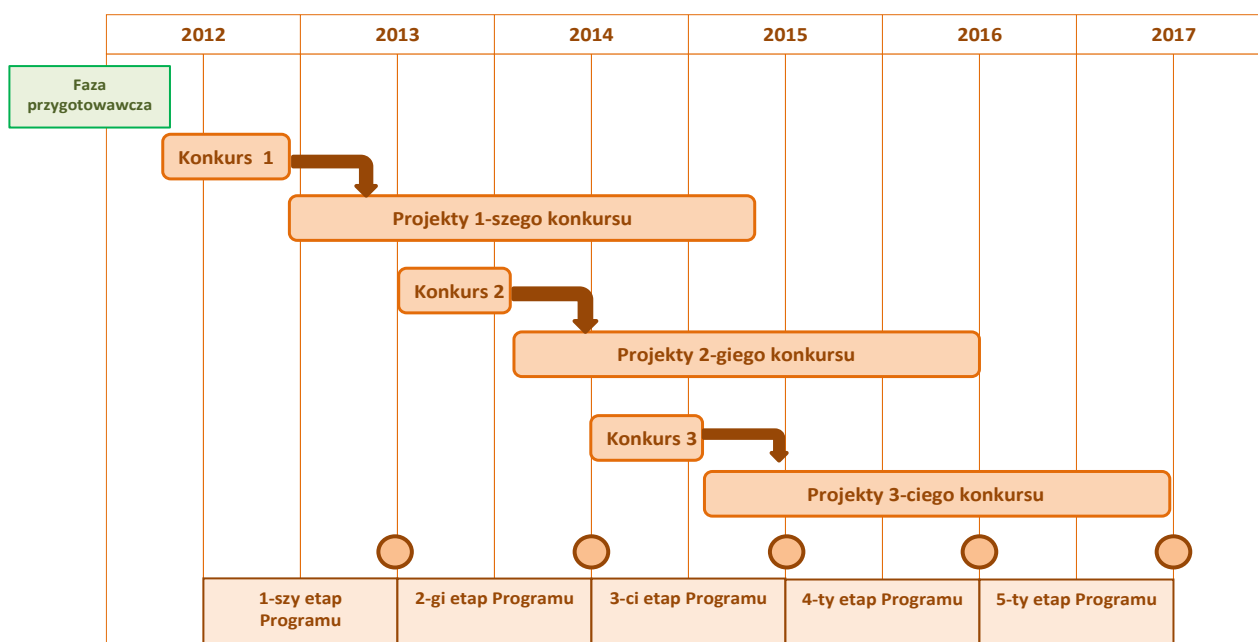 2012 2013 2014 2015 2016 2017
Faza
przygotowawcza
Konkurs 1
Projekty 1-szego konkursu
Konkurs 2
Projekty 2-giego konkursu
Konkurs 3
Projekty 3-ciego konkursu
1-szy etap
Programu
2-gi etap Programu
3-ci etap Programu
4-ty etap Programu
5-ty etap Programu